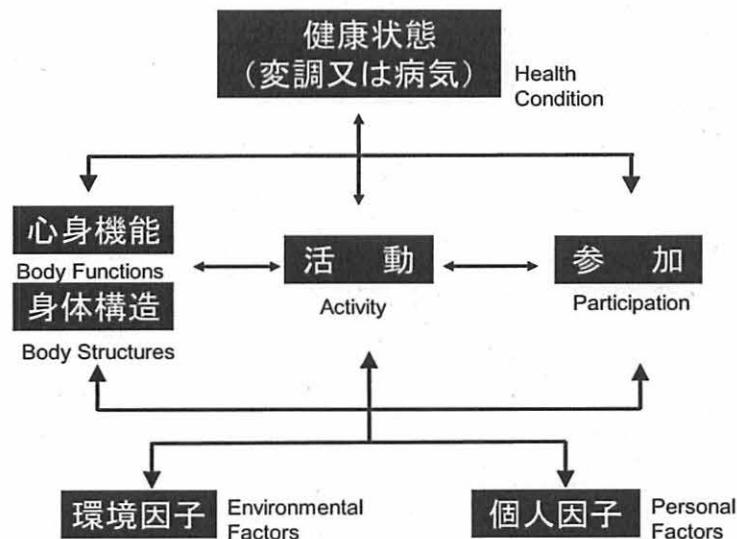 健康状態
(変調又は病気)
Health
Condition
心身機能
Body Functions
身体構造
Body Structures
活 動
Activity
参 加
Participation
環境因子
Environmental
Factors
個人因子
Personal
Factors